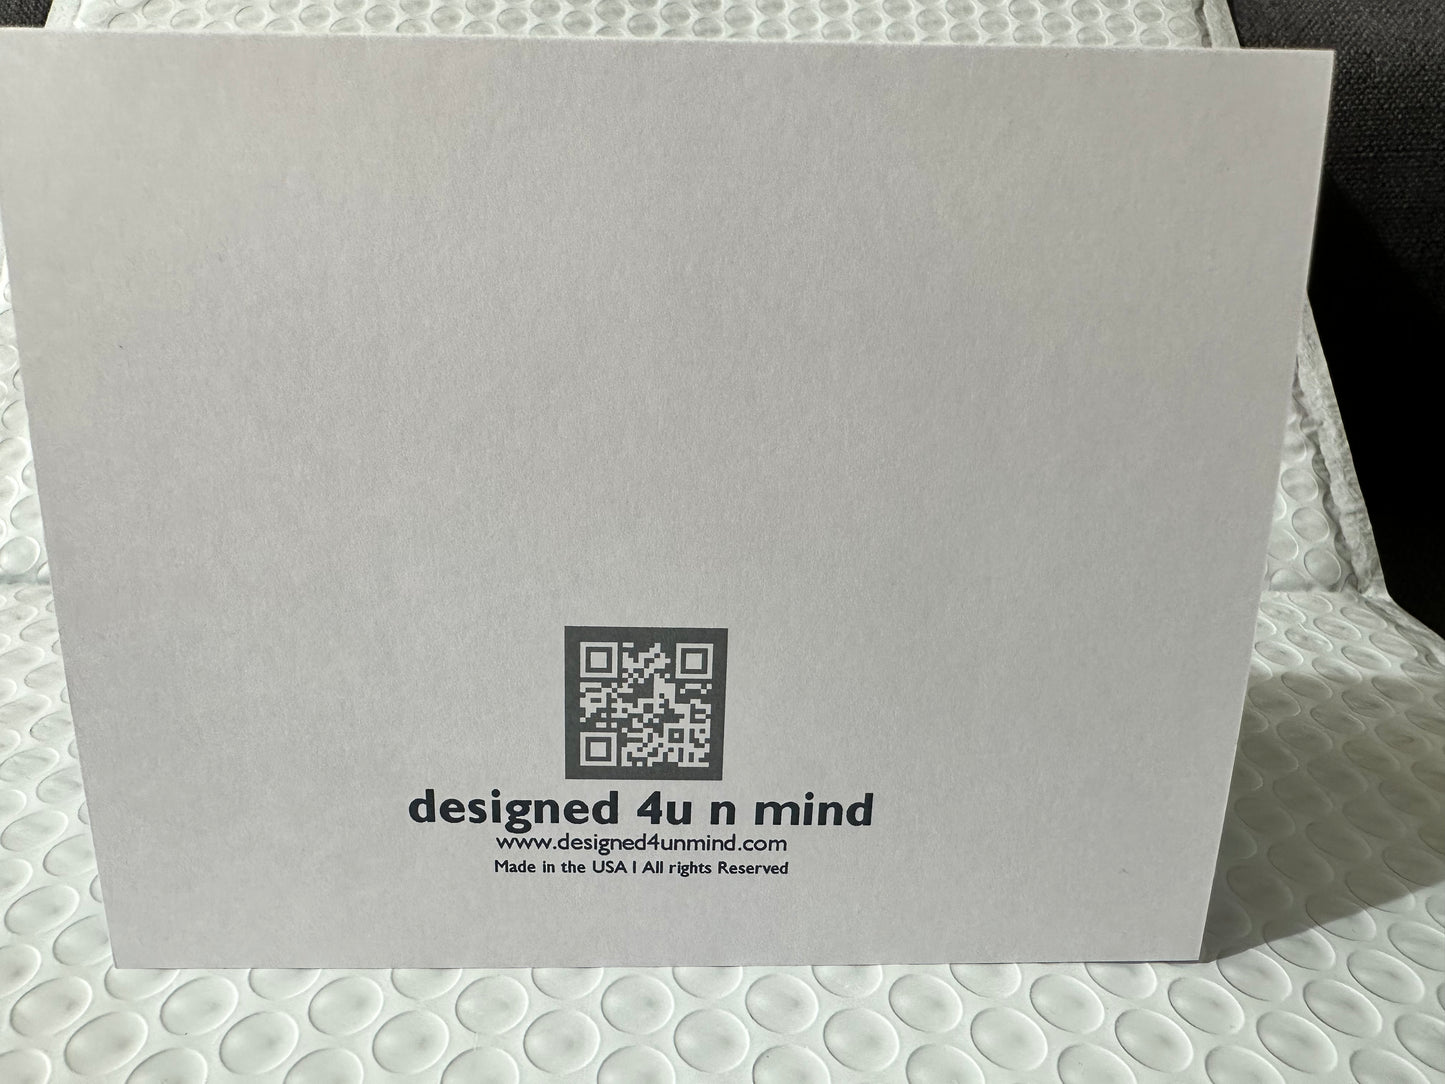 designed 4u n mind
www.designed4unmind.com
Made in the USA I All rights Reserved